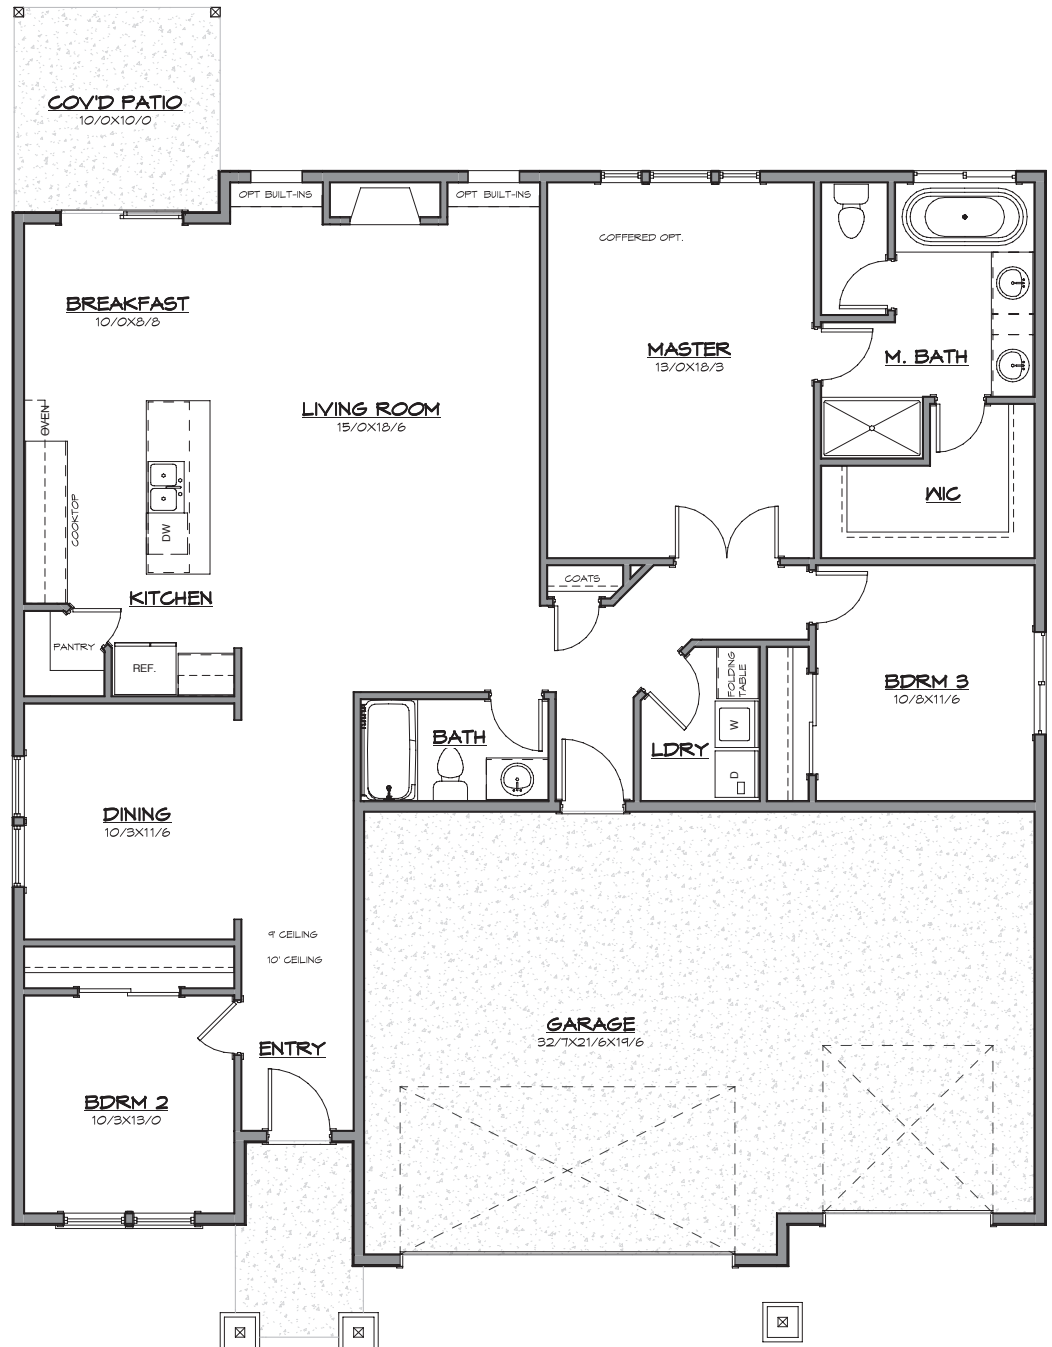 COV'D PATIO
10/0X10/0
OPT BUILT-INS
OPT BUILT-INS
COFFERED OPT.
BREAKFAST
10/0X8/8
MASTER
13/0X18/3
M. BATH
LIVING ROOM
15/0X18/6
OVEN
COOKTOP
DW
WIC
KITCHEN
COATS
PANTRY
REF.
FOLDING
TABLE
BDRM 3
10/8X11/6
W
LDRY
D
BATH
DINING
10/3X11/6
9' CEILING
10' CEILING
GARAGE
32/7X21/6X19/6
ENTRY
BDRM 2
10/3X13/0